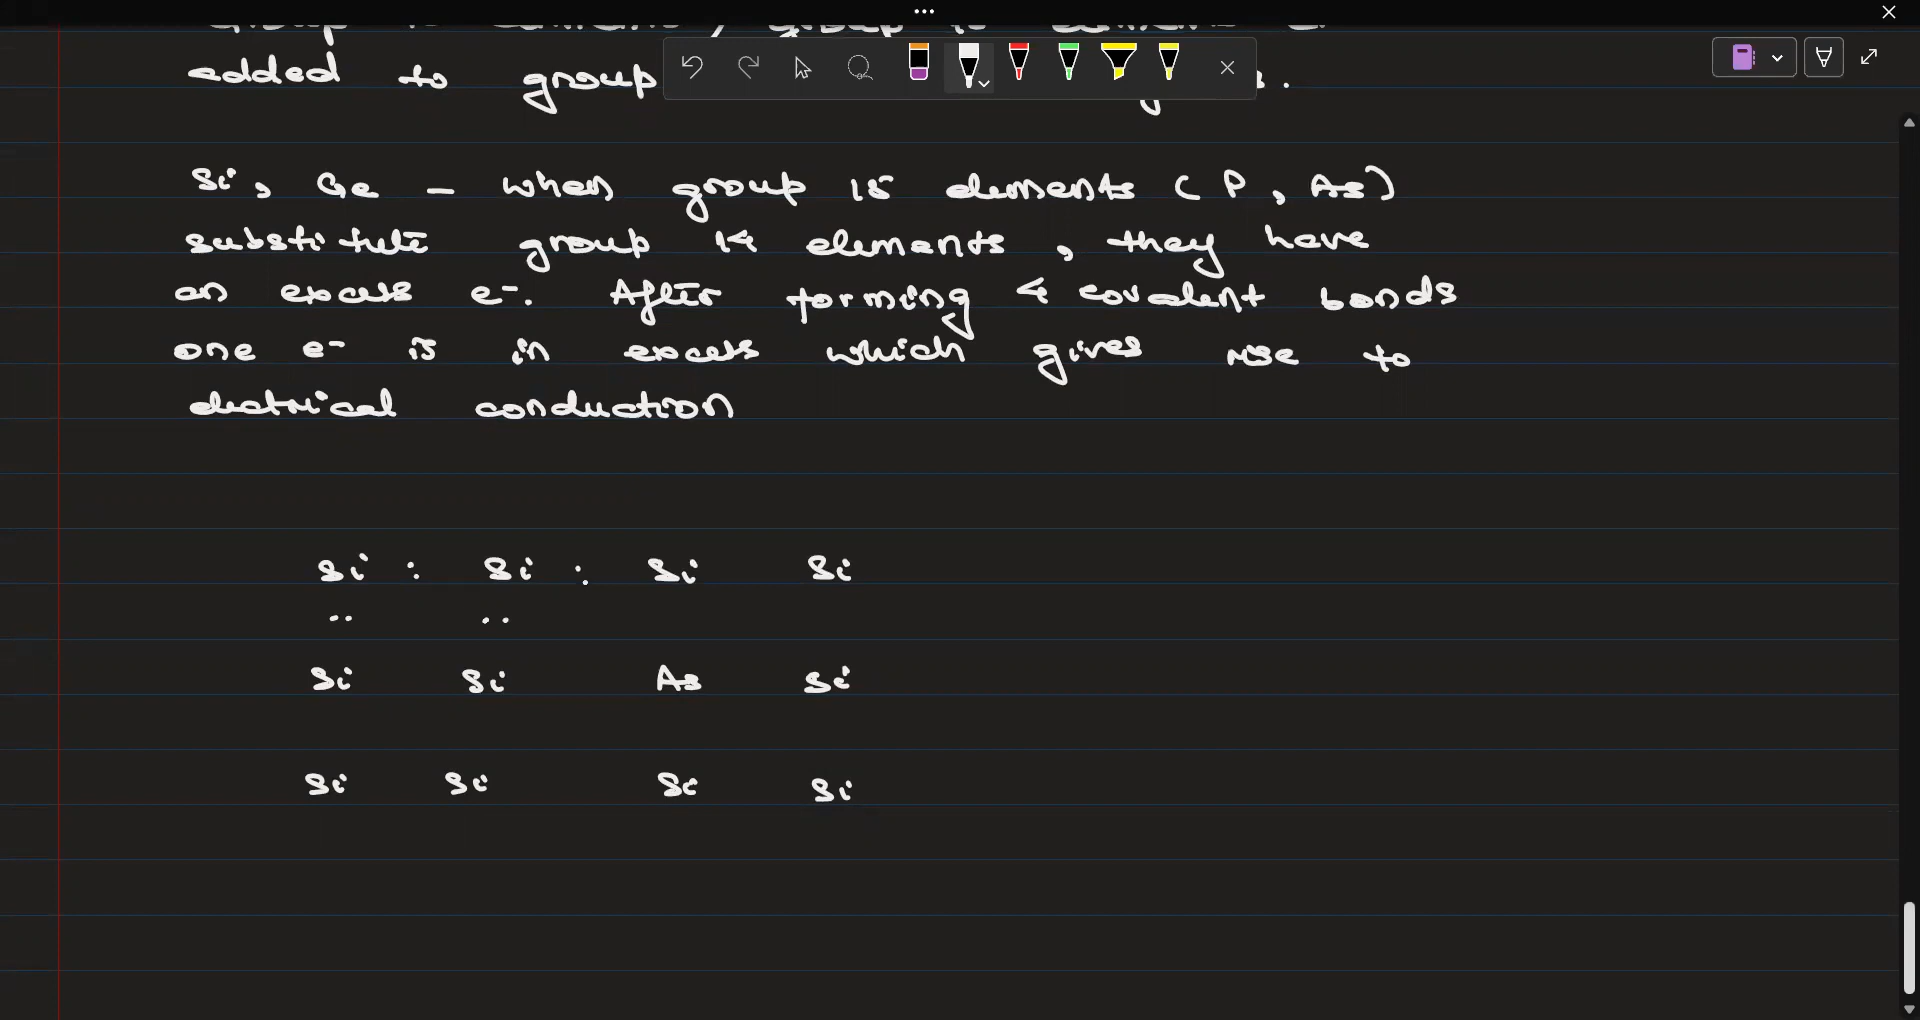 added to group
Si, Ge - when group 15 elements (P, As)
substitute group 14 elements, they have
an excess e-. After forming 4 covalent bonds
one e- is in excess which gives rise to
electrical conduction
Si : Si : Si Si
.. ..
Si Si As Si
Si Si Si Si